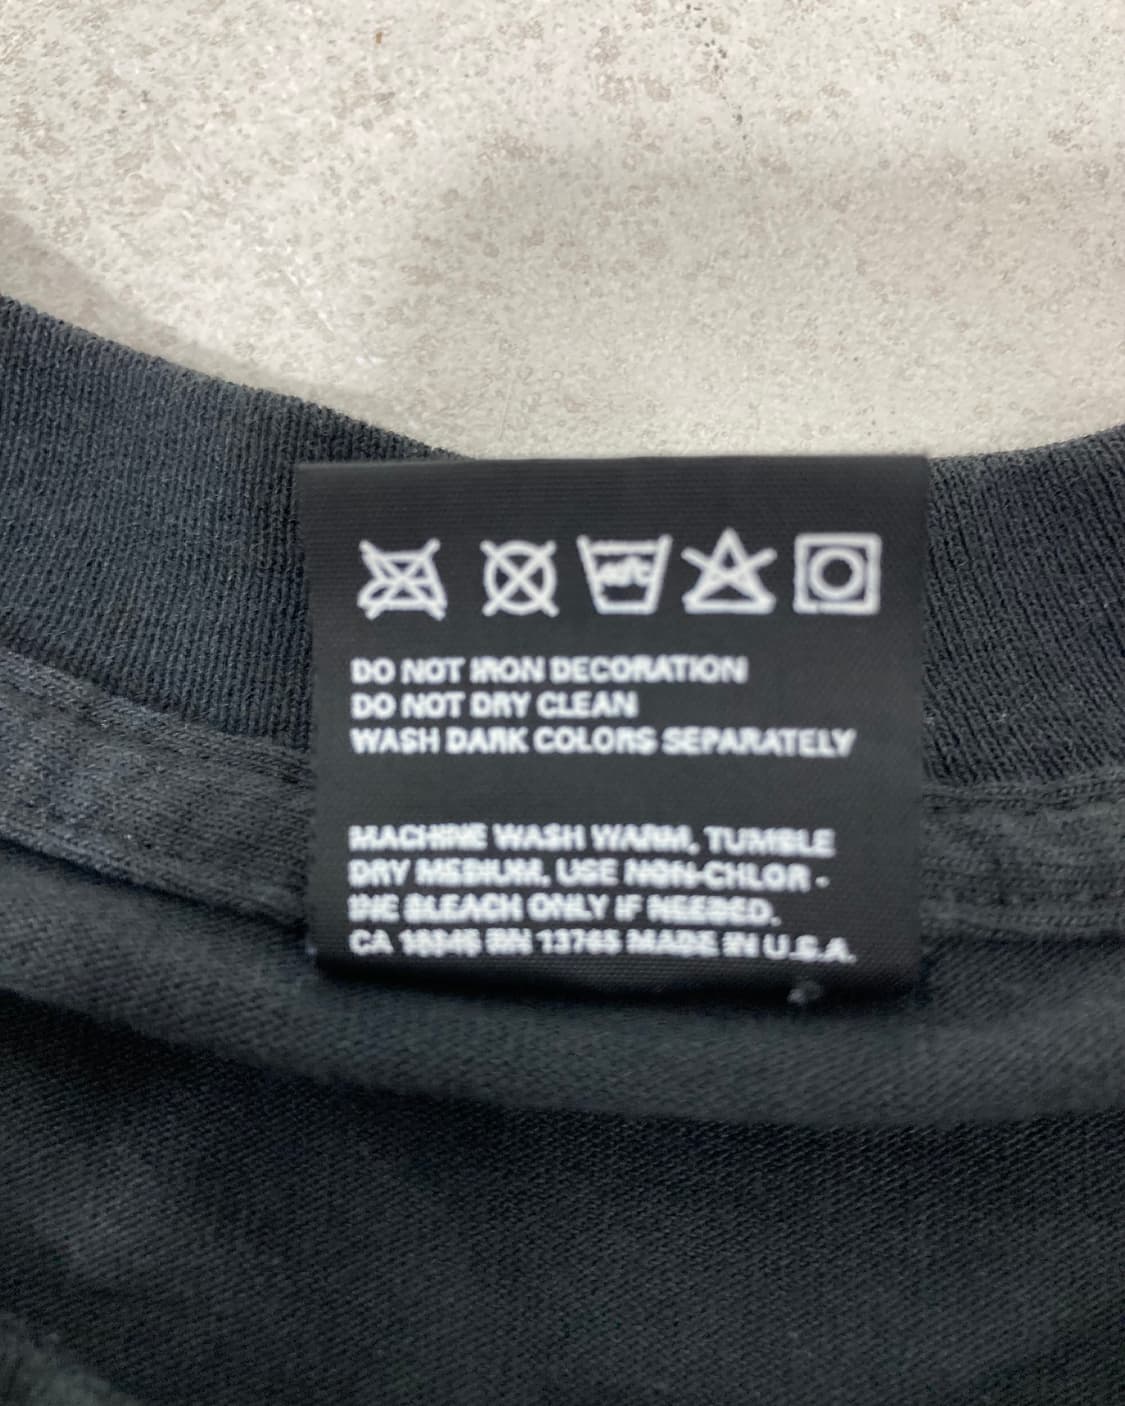 DO NOT IRON DECORATION
DO NOT DRY CLEAN
WASH DARK COLORS SEPARATELY
MACHINE WASH WARM, TUMBLE
DRY MEDIUM. USE NON-CHLOR -
INE BLEACH ONLY IF NEEDED.
CA RN 13765 MADE IN U.S.A.